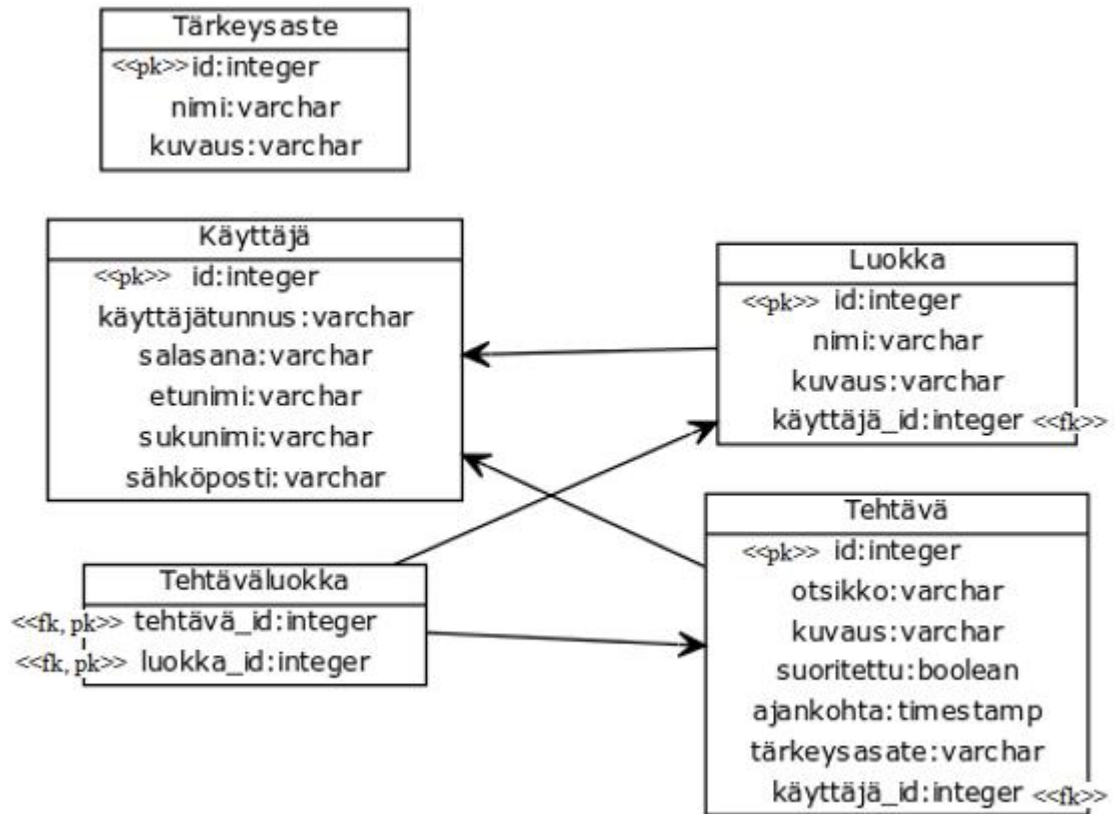 Tärkeysaste
<<pk>> id:integer
nimi:varchar
kuvaus:varchar
Käyttäjä
<<pk>> id:integer
käyttäjätunnus:varchar
salasana:varchar
etunimi:varchar
sukunimi:varchar
sähköposti:varchar
Luokka
<<pk>> id:integer
nimi:varchar
kuvaus:varchar
käyttäjä_id:integer <<fk>>
Tehtäväluokka
<<fk, pk>> tehtävä_id:integer
<<fk, pk>> luokka_id:integer
Tehtävä
<<pk>> id:integer
otsikko:varchar
kuvaus:varchar
suoritettu:boolean
ajankohta:timestamp
tärkeysasate:varchar
käyttäjä_id:integer <<fk>>